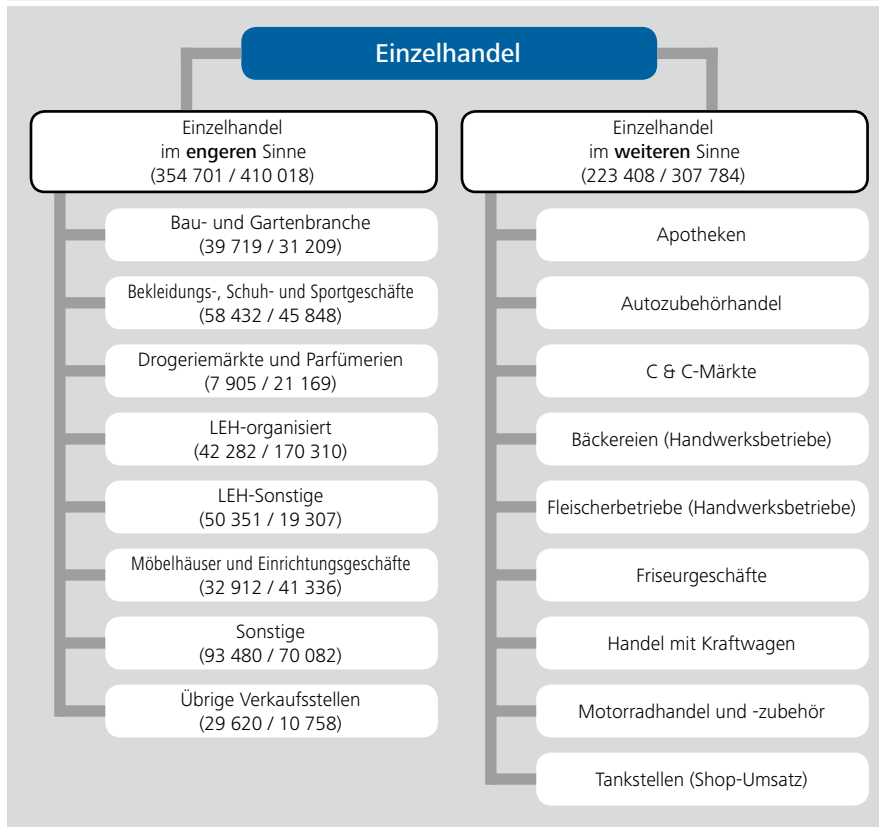 Einzelhandel
Einzelhandel
im engeren Sinne
(354 701 / 410 018)
Bau- und Gartenbranche
(39 719 / 31 209)
Bekleidungs-, Schuh- und Sportgeschäfte
(58 432 / 45 848)
Drogeriemärkte und Parfümerien
(7 905 / 21 169)
LEH-organisiert
(42 282 / 170 310)
LEH-Sonstige
(50 351 / 19 307)
Möbelhäuser und Einrichtungsgeschäfte
(32 912 / 41 336)
Sonstige
(93 480 / 70 082)
Übrige Verkaufsstellen
(29 620 / 10 758)
Einzelhandel
im weiteren Sinne
(223 408 / 307 784)
Apotheken
Autozubehörhandel
C & C-Märkte
Bäckereien (Handwerksbetriebe)
Fleischerbetriebe (Handwerksbetriebe)
Friseurgeschäfte
Handel mit Kraftwagen
Motorradhandel und -zubehör
Tankstellen (Shop-Umsatz)